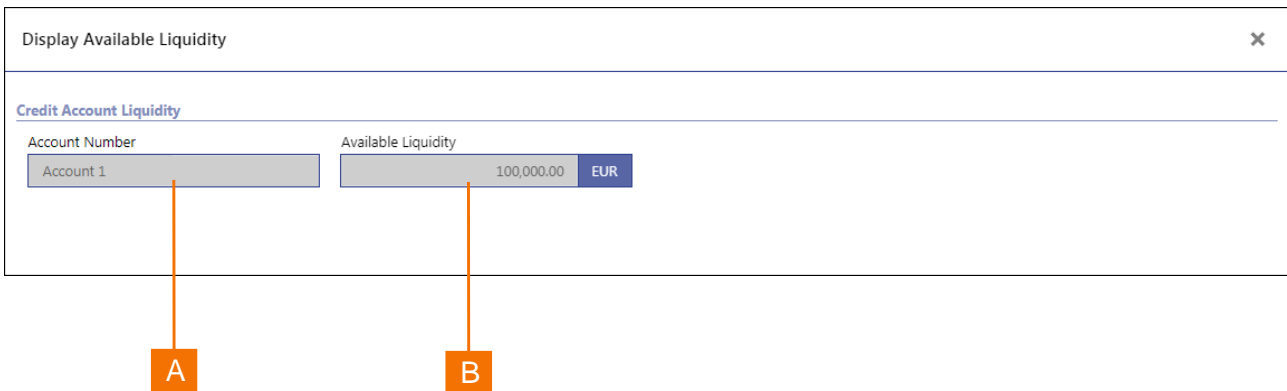 Display Available Liquidity
Credit Account Liquidity
Account Number Available Liquidity
Account 1 100,000.00 EUR
A B